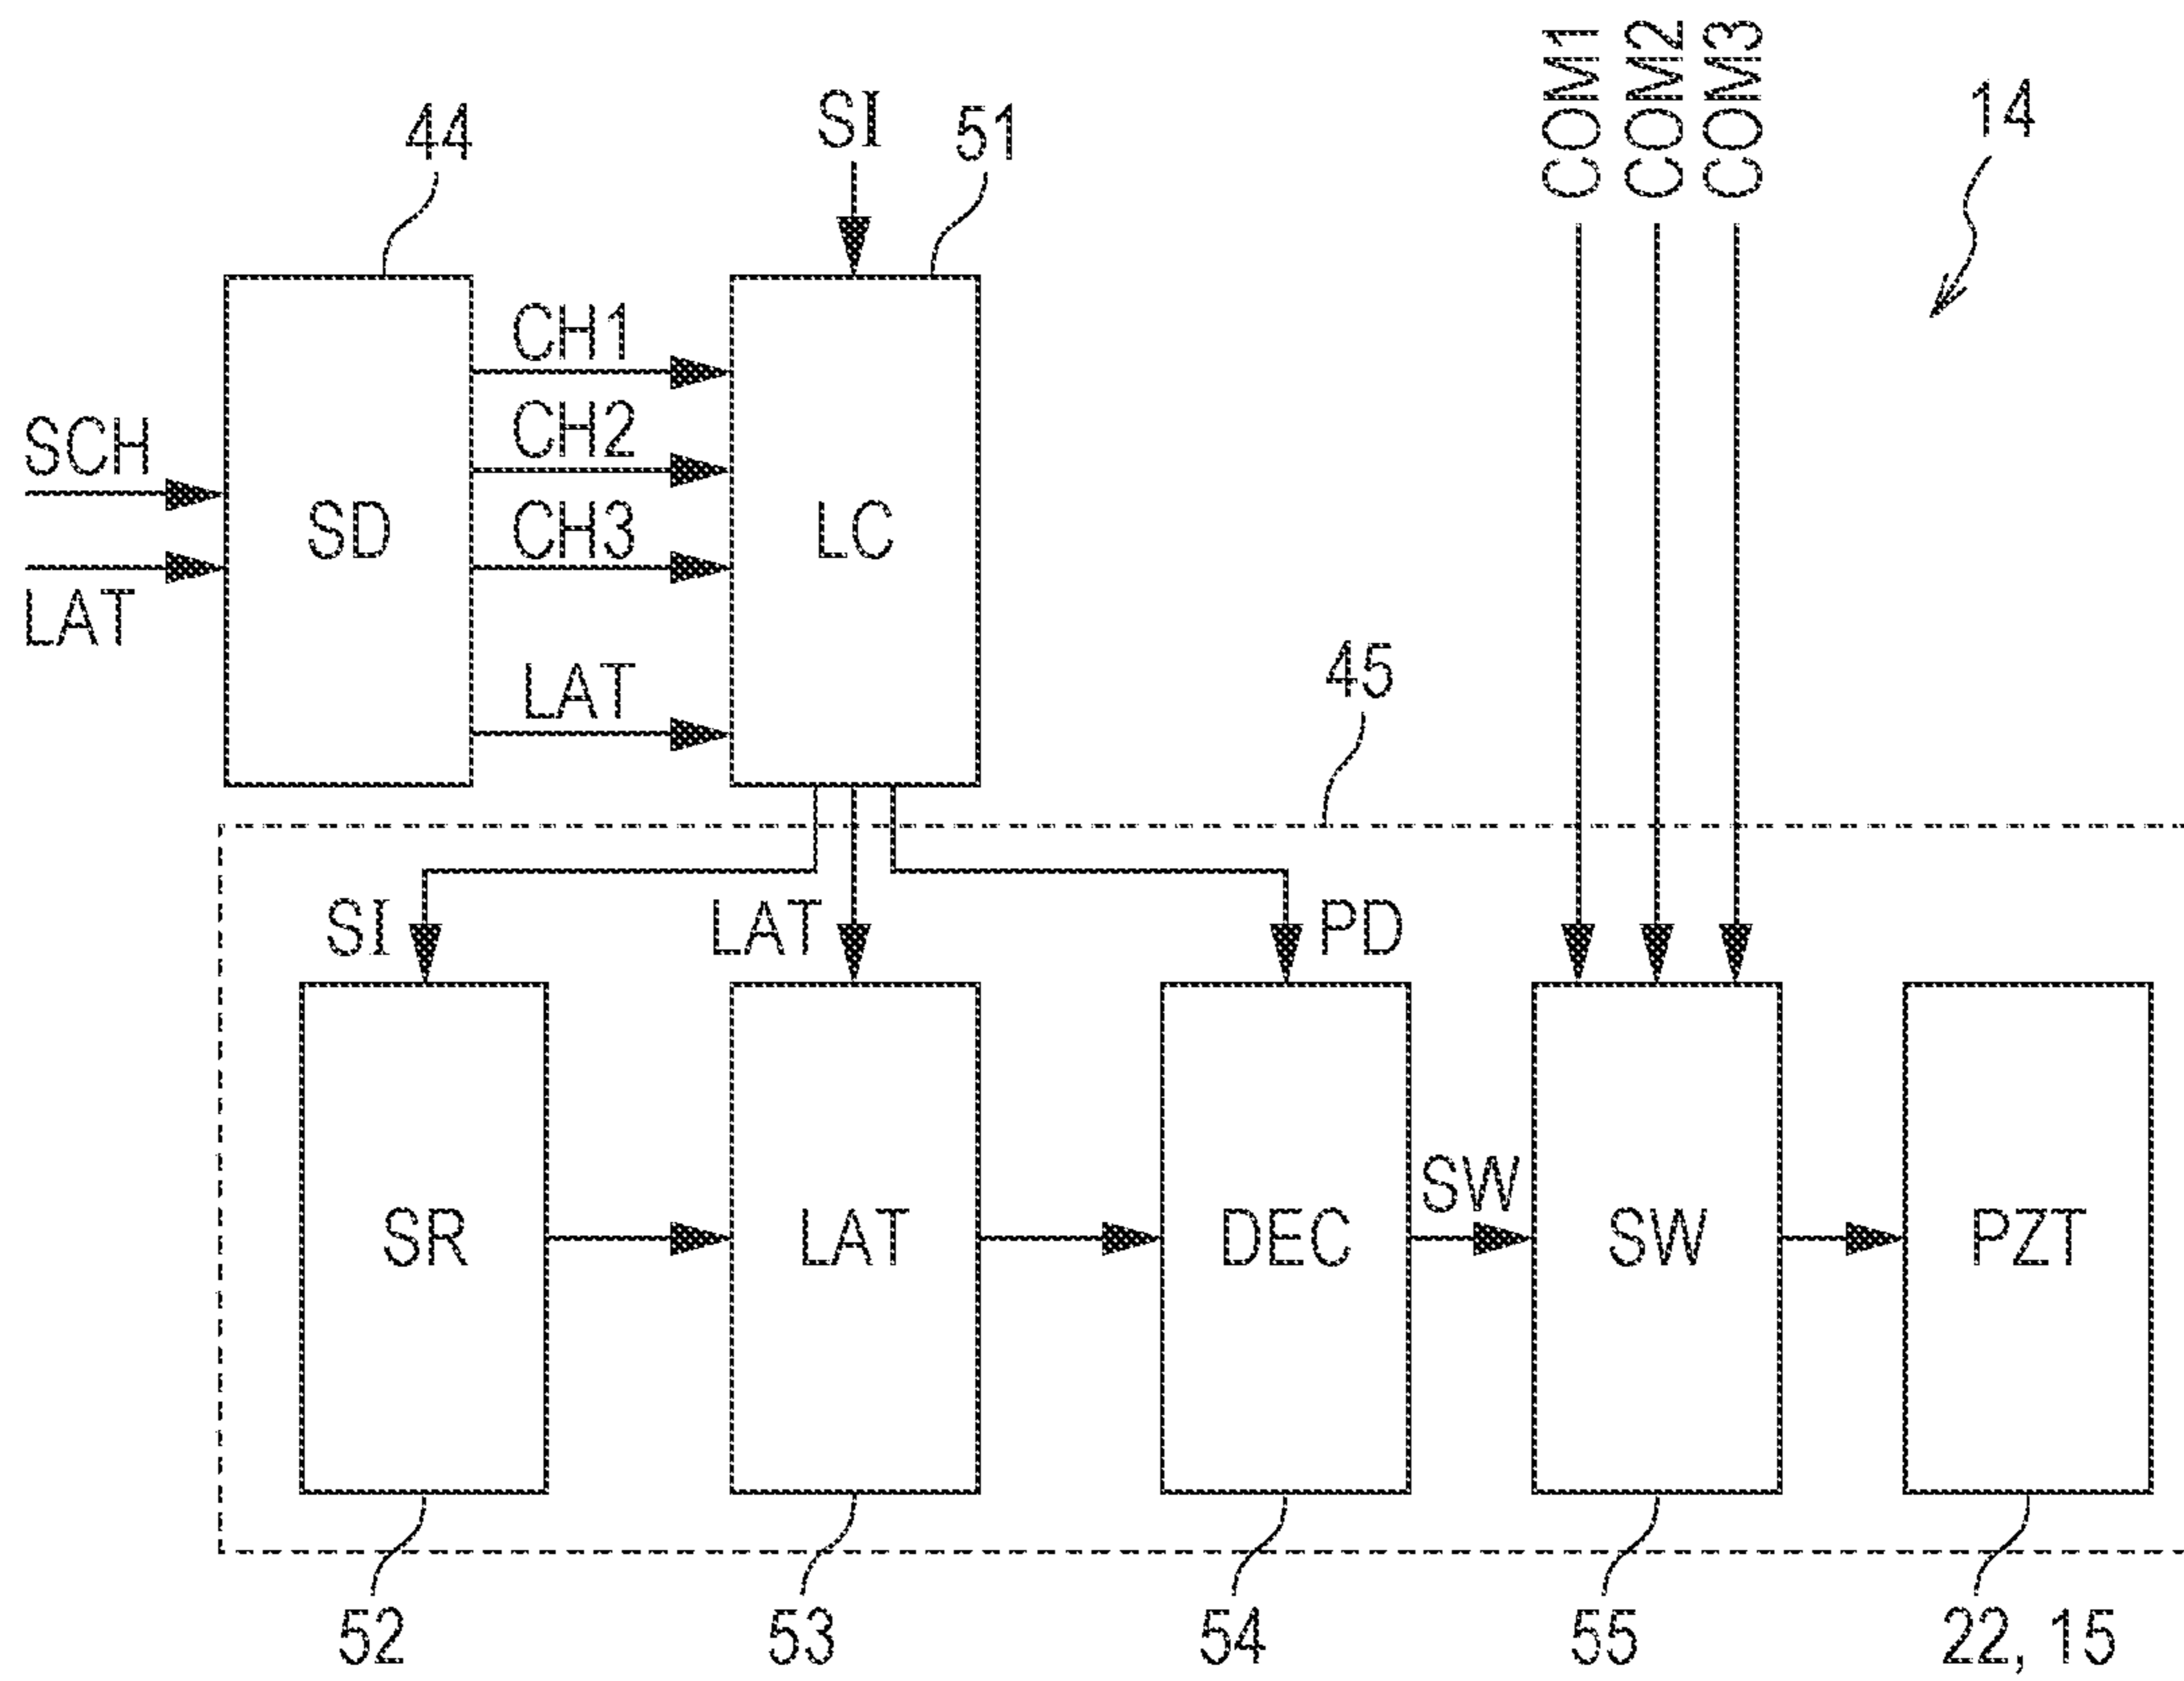 COM1
COM2
COM3
14
44
SI
51
CH1
CH2
CH3
SCH
SD
LC
LAT
LAT
45
SI
LAT
PD
SW
SR
LAT
DEC
SW
PZT
52
53
54
55
22, 15